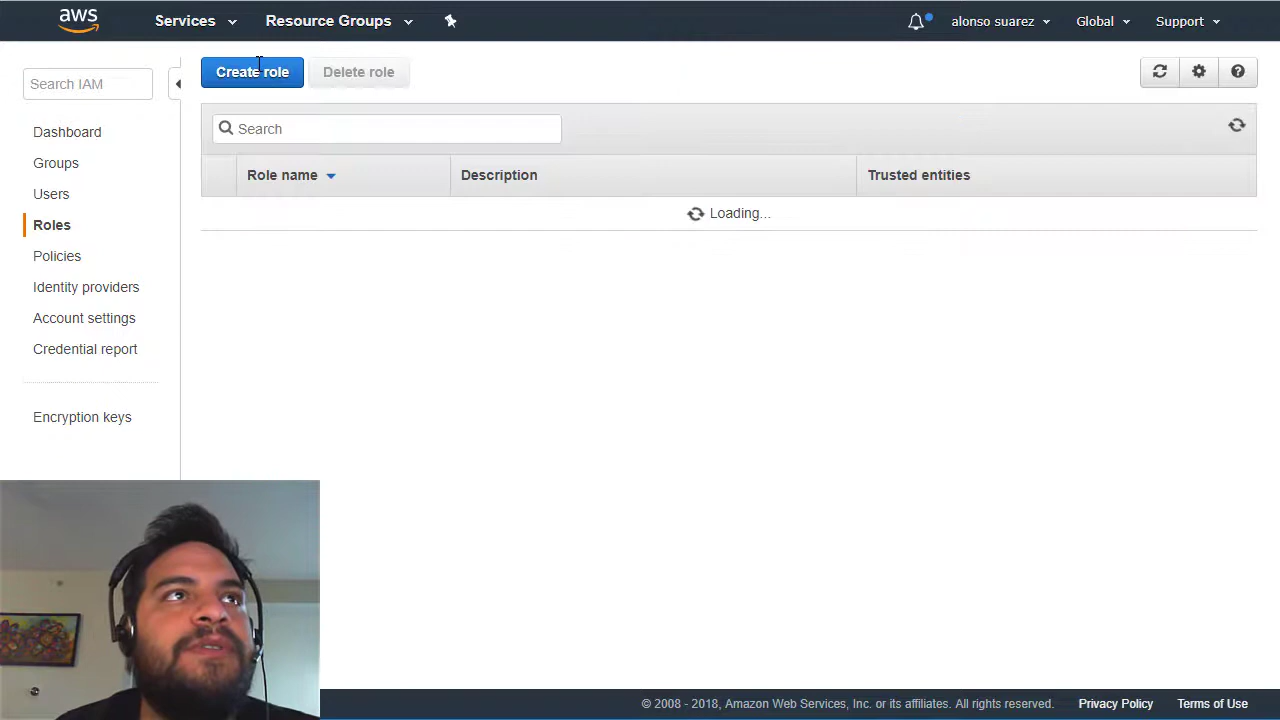 aws
Services
Resource Groups
alonso suarez
Global
Support
Search IAM
Dashboard
Groups
Users
Roles
Policies
Identity providers
Account settings
Credential report
Encryption keys
Create role
Delete role
Search
Role name
Description
Trusted entities
Loading...
© 2008 - 2018, Amazon Web Services, Inc. or its affiliates. All rights reserved.
Privacy Policy
Terms of Use